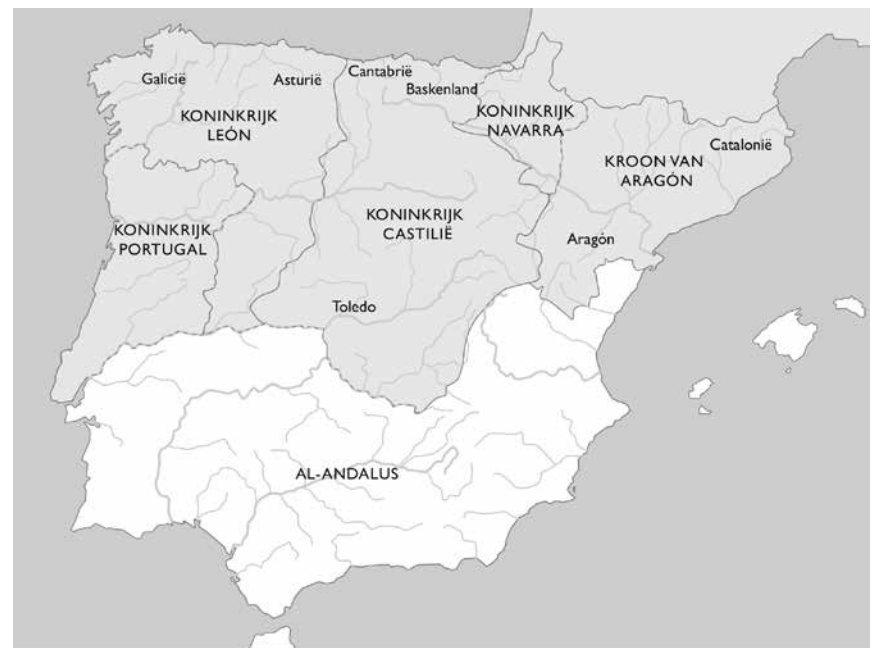 Galicië
Asturië
Cantabrië
Baskenland
KONINKRIJK
LEÓN
KONINKRIJK
NAVARRA
Catalonië
KROON VAN
ARAGÓN
KONINKRIJK
PORTUGAL
KONINKRIJK
CASTILIË
Aragón
Toledo
AL-ANDALUS